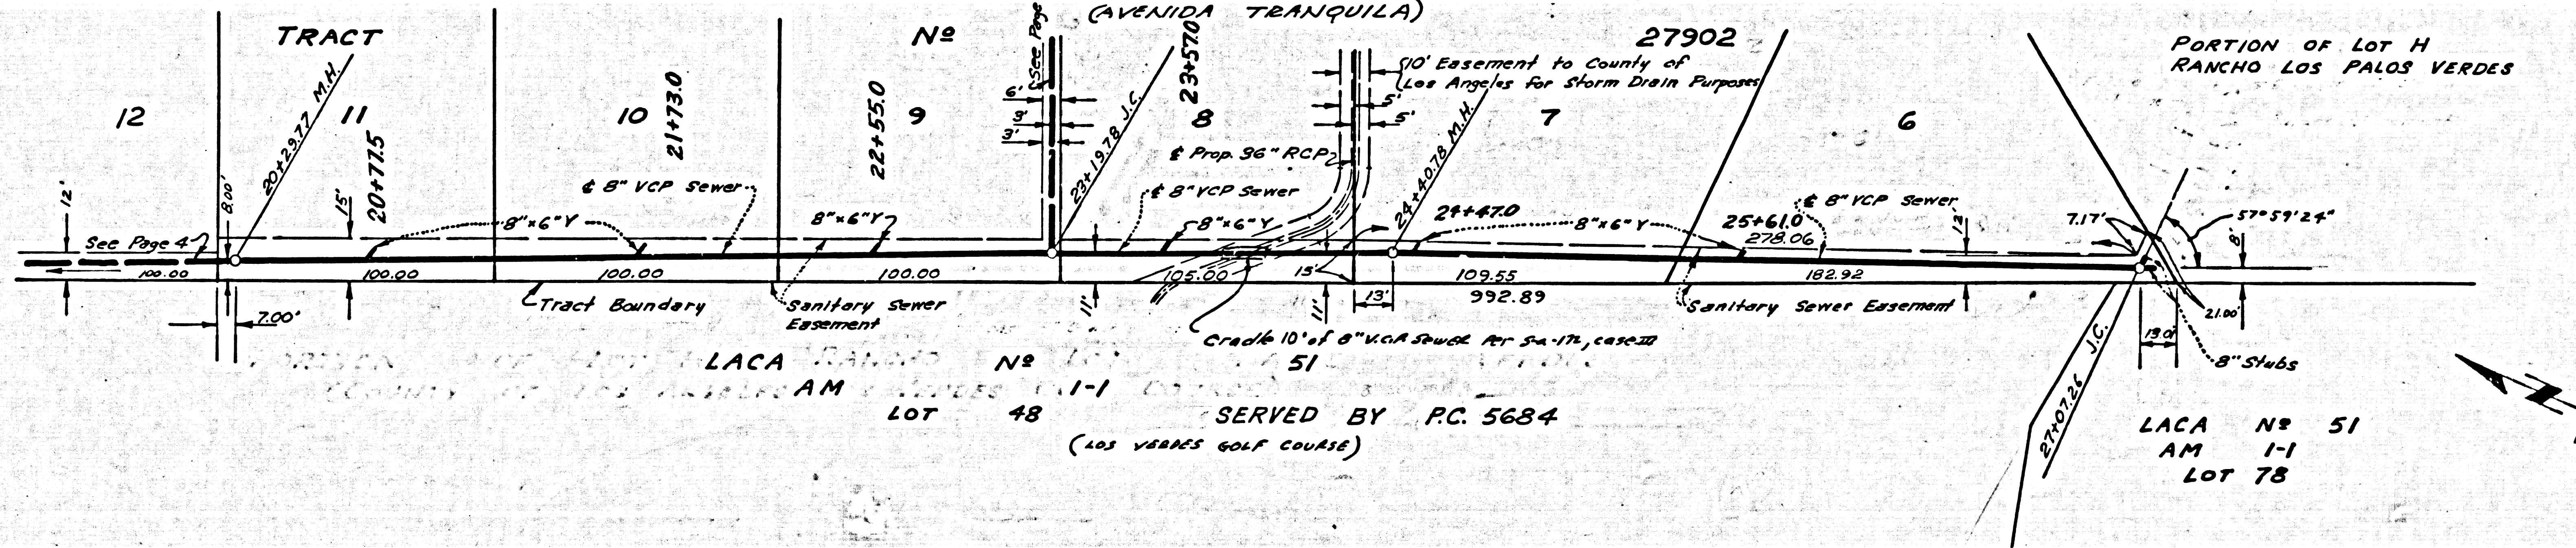 (AVENIDA TRANQUILA)
TRACT Nº 27902
PORTION OF LOT H
RANCHO LOS PALOS VERDES
12
11
10
9
8
7
6
20+29.77 M.H.
20+77.5
21+73.0
22+55.0
See Page
23+19.78 J.C.
23+57.0
10' Easement to County of
Los Angeles for Storm Drain Purposes
24+40.78 M.H.
6'
3'
3'
5'
5'
℄ Prop. 36" RCP
12'
8.00'
15'
℄ 8" VCP Sewer
8"x6"Y
8"x6"Y
℄ 8" VCP Sewer
8"x6"Y
24+47.0
8"x6"Y
25+61.0
278.06
℄ 8" VCP Sewer
12'
7.17'
57°59'24"
8'
See Page 4
100.00
100.00
100.00
100.00
105.00
15'
109.55
182.92
992.89
7.00'
Tract Boundary
Sanitary Sewer
Easement
11'
11'
13'
Sanitary Sewer Easement
21.00'
13.01'
8" Stubs
Cradle 10' of 8" V.C.P. Sewer Per S-a-172, case III
27+07.26 J.C.
LACA Nº 51
AM 1-1
LOT 48
SERVED BY P.C. 5684
(LOS VERDES GOLF COURSE)
LACA Nº 51
AM 1-1
LOT 78